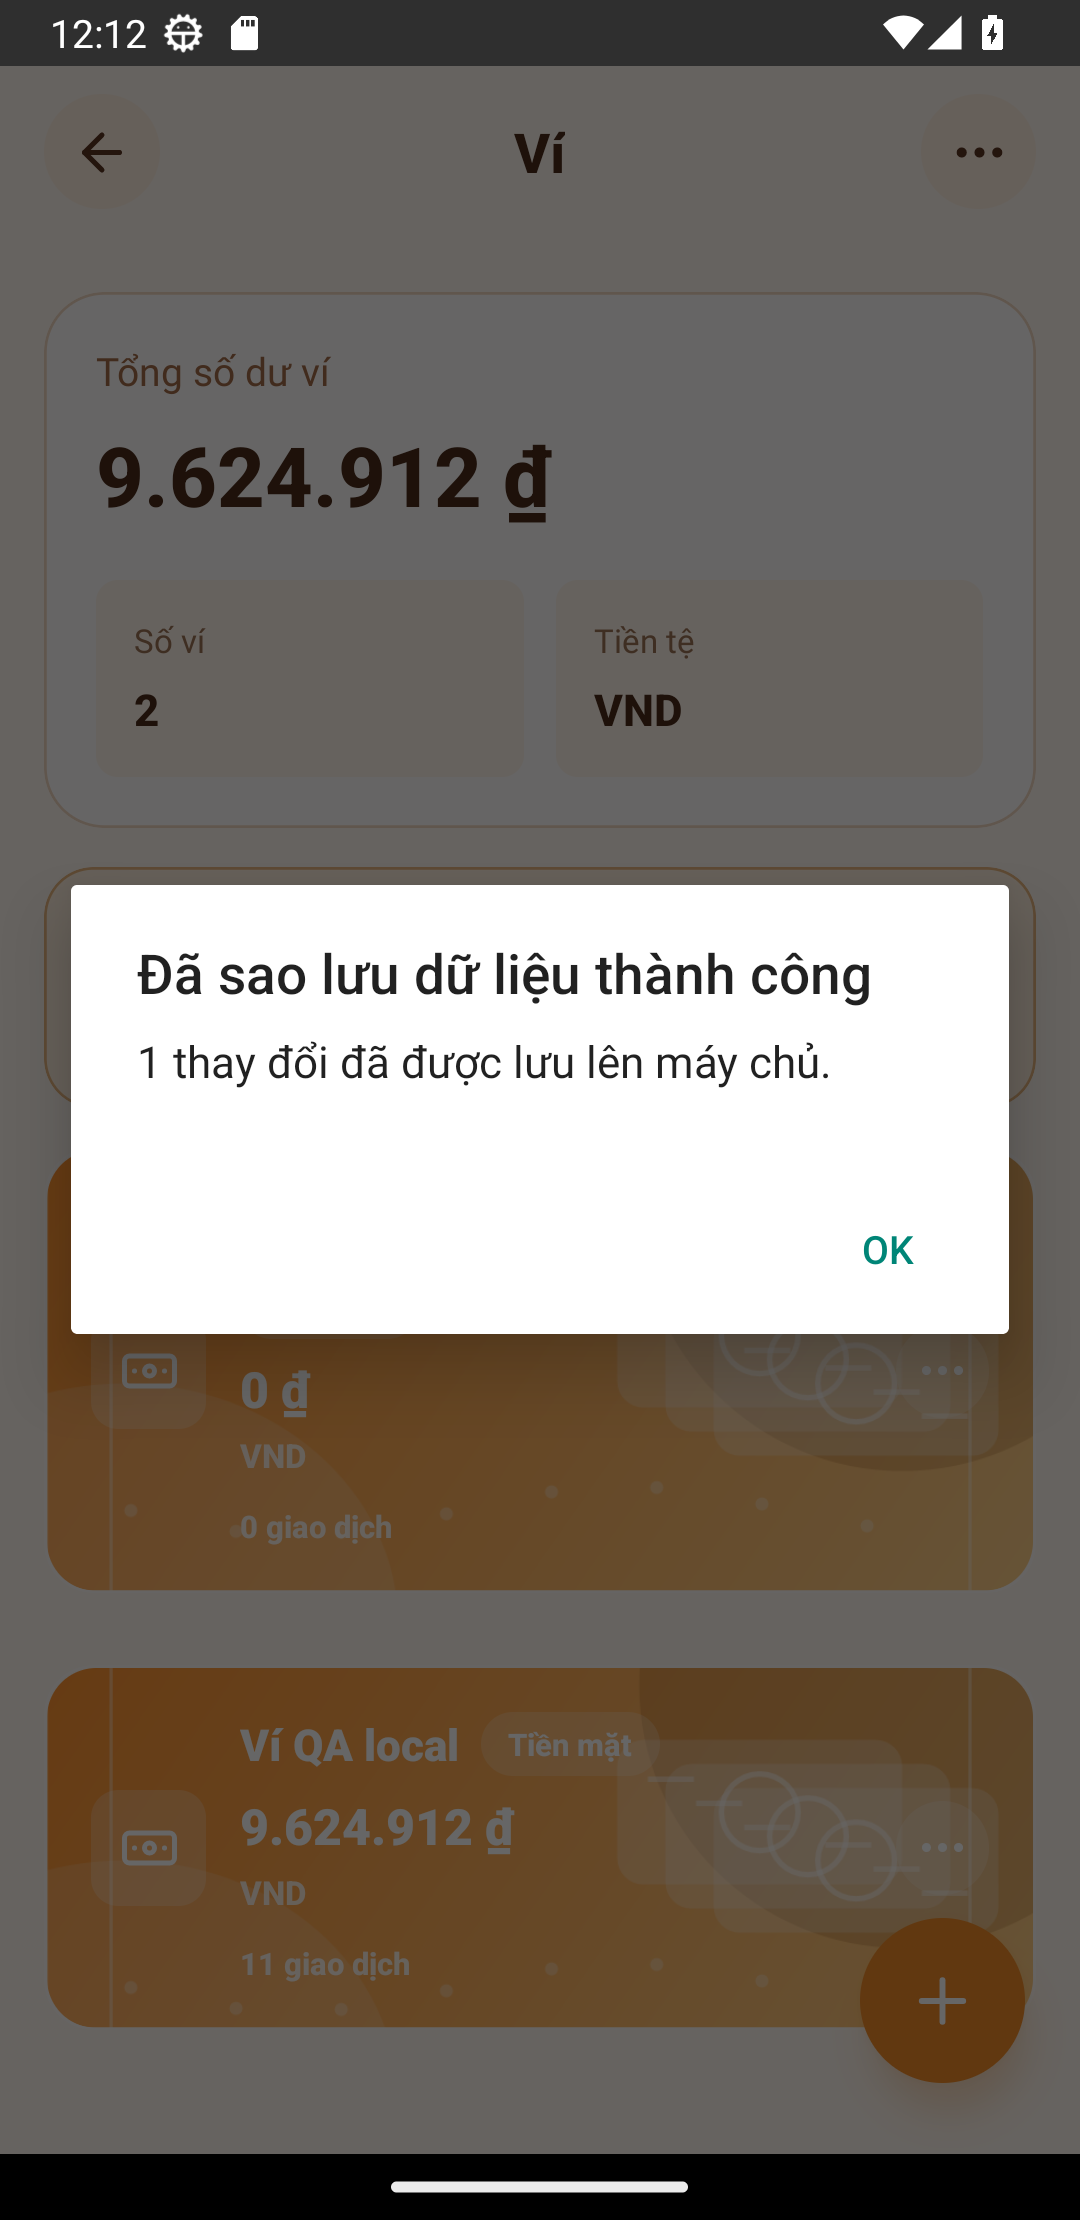 12:12
Ví
Tổng số dư ví
9.624.912 ₫
Số ví
2
Tiền tệ
VND
Đã sao lưu dữ liệu thành công
1 thay đổi đã được lưu lên máy chủ.
OK
0 ₫
VND
0 giao dịch
Ví QA local
Tiền mặt
9.624.912 ₫
VND
11 giao dịch